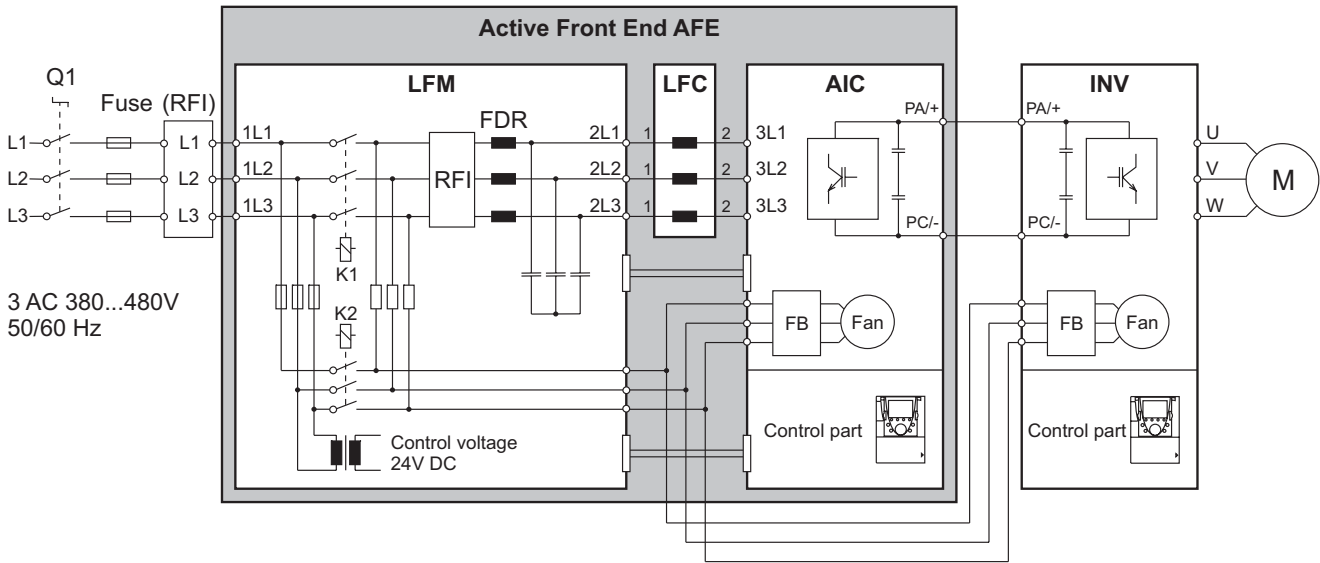 Active Front End AFE
Q1
Fuse (RFI)
LFM
LFC
AIC
INV
FDR
PA/+
PA/+
L1
L1
1L1
2L1
1
2
3L1
U
L2
L2
1L2
RFI
2L2
1
2
3L2
V
M
L3
L3
1L3
2L3
1
2
3L3
W
PC/-
PC/-
K1
3 AC 380...480V
50/60 Hz
K2
FB
Fan
FB
Fan
Control voltage
24V DC
Control part
Control part